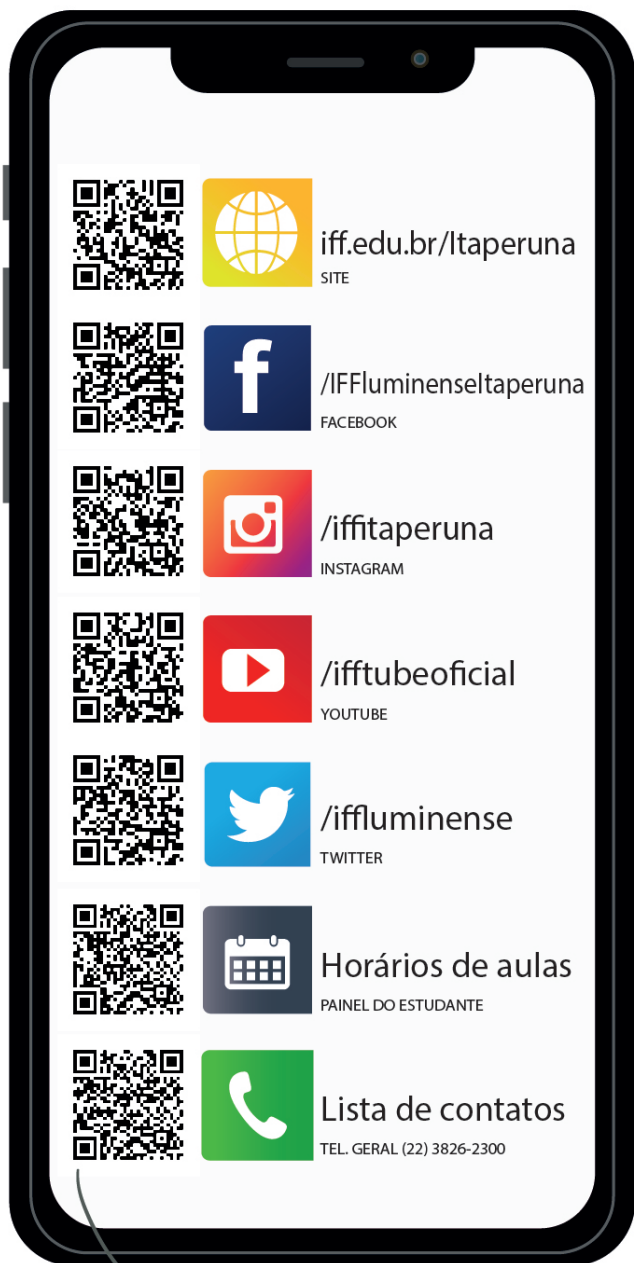 iff.edu.br/Itaperuna
SITE
/IFFluminenseItaperuna
FACEBOOK
/iffitaperuna
INSTAGRAM
/ifftubeoficial
YOUTUBE
/iffluminense
TWITTER
Horários de aulas
PAINEL DO ESTUDANTE
Lista de contatos
TEL. GERAL (22) 3826-2300